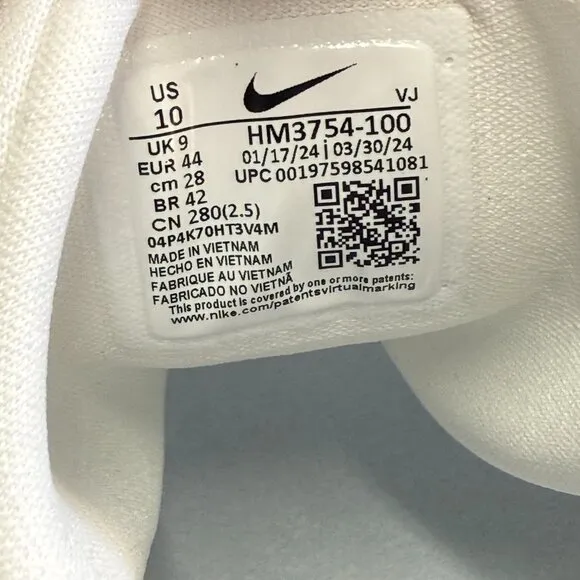 US
10
VJ
UK 9
EUR 44
cm 28
BR 42
CN 280(2.5)
HM3754-100
01/17/24 | 03/30/24
UPC 00197598541081
04P4K70HT3V4M
MADE IN VIETNAM
HECHO EN VIETNAM
FABRIQUE AU VIETNAM
FABRICADO NO VIETNÃ
This product is covered by one or more patents:
www.nike.com/patentsvirtualmarking